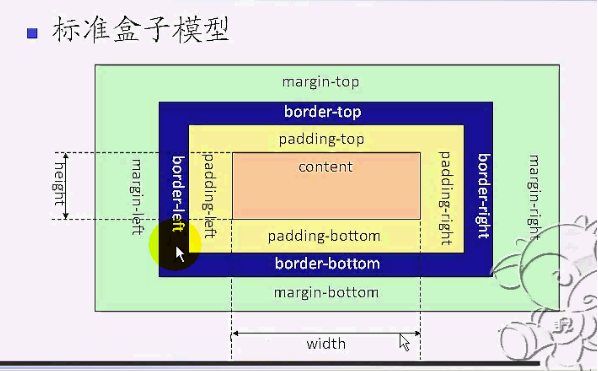 标准盒子模型
margin-top
border-top
padding-top
content
height
margin-left
border-left
padding-left
padding-right
border-right
margin-right
padding-bottom
border-bottom
margin-bottom
width